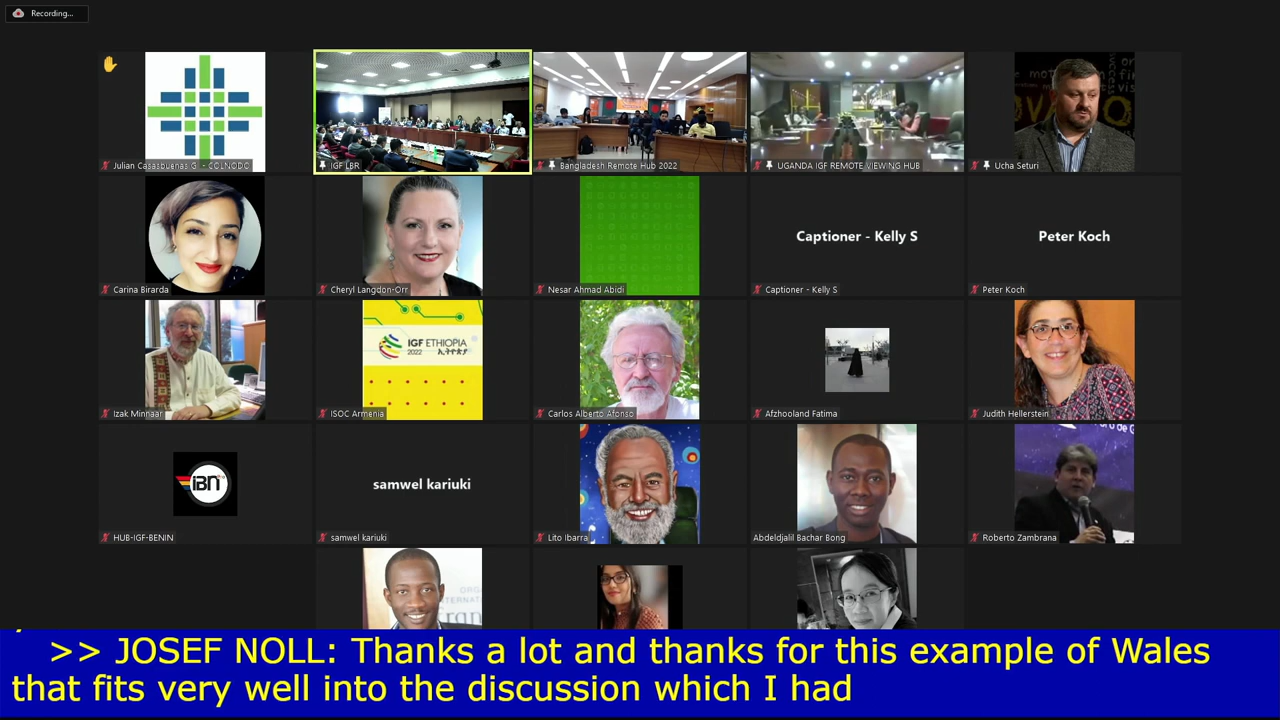 Recording...
Julian Casasbuenas G. - COLNODO
IGF LBR
Bangladesh Remote Hub 2022
UGANDA IGF REMOTE VIEWING HUB
Ucha Seturi
Captioner - Kelly S
Peter Koch
Carina Birarda
Cheryl Langdon-Orr
Nesar Ahmad Abidi
Captioner - Kelly S
Peter Koch
IGF ETHIOPIA
2022 ኢትዮጵያ
Izak Minnaar
ISOC Armenia
Carlos Alberto Afonso
Afzhooland Fatima
Judith Hellerstein
iBN
samwel kariuki
HUB-IGF-BENIN
samwel kariuki
Lito Ibarra
Abdeldjalil Bachar Bong
Roberto Zambrana
>> JOSEF NOLL: Thanks a lot and thanks for this example of Wales
that fits very well into the discussion which I had